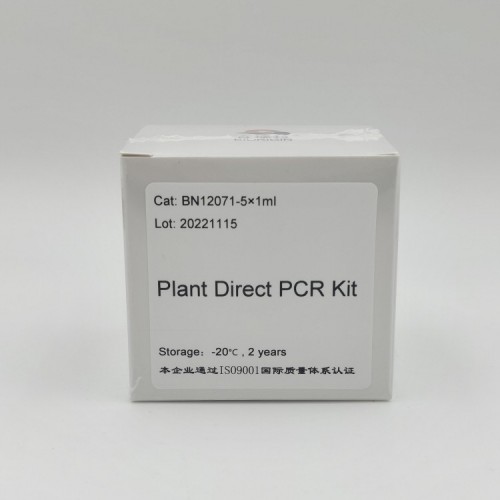 Cat: BN12071-5×1ml
Lot: 20221115
Plant Direct PCR Kit
Storage: -20℃ , 2 years
本企业通过ISO9001国际质量体系认证